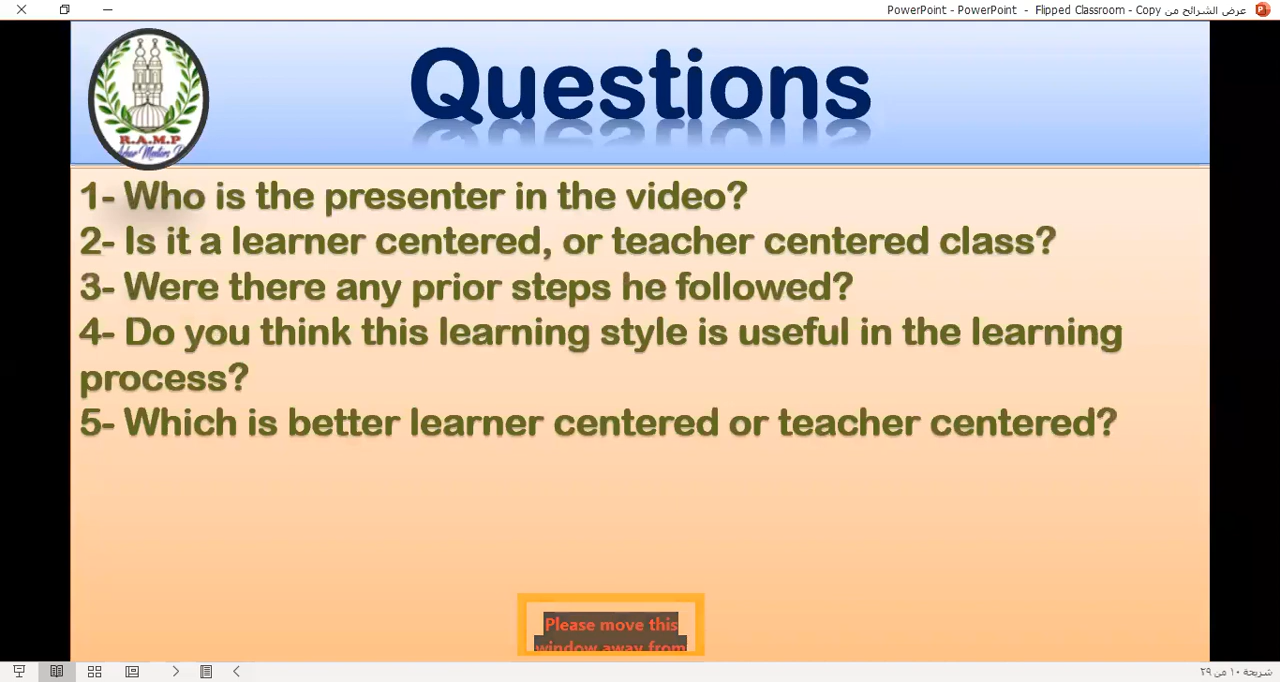 PowerPoint - PowerPoint - Flipped Classroom - Copy عرض الشرائح من
Questions
R.A.M.P
1- Who is the presenter in the video?
2- Is it a learner centered, or teacher centered class?
3- Were there any prior steps he followed?
4- Do you think this learning style is useful in the learning
process?
5- Which is better learner centered or teacher centered?
Please move this
window away from
شريحة ١٠ من ٢٩